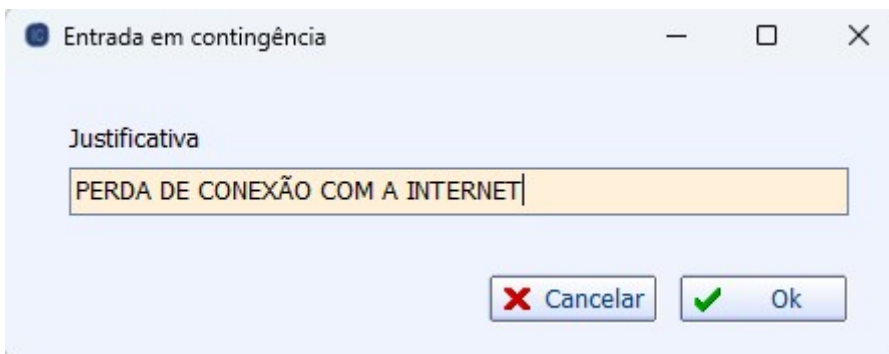 Entrada em contingência
Justificativa
PERDA DE CONEXÃO COM A INTERNET
Cancelar Ok